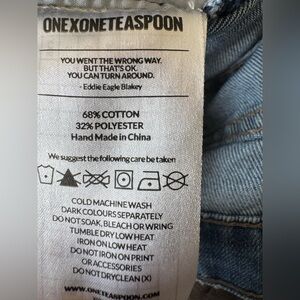 ONEXONETEASPOON
YOU WENT THE WRONG WAY.
BUT THAT'S OK.
YOU CAN TURN AROUND.
- Eddie Eagle Blakey
68% COTTON
32% POLYESTER
Hand Made in China
We suggest the following care be taken
COLD MACHINE WASH
DARK COLOURS SEPARATELY
DO NOT SOAK, BLEACH OR WRING
TUMBLE DRY LOW HEAT
IRON ON LOW HEAT
DO NOT IRON ON PRINT
OR ACCESSORIES
DO NOT DRYCLEAN (X)
WWW.ONETEASPOON.COM